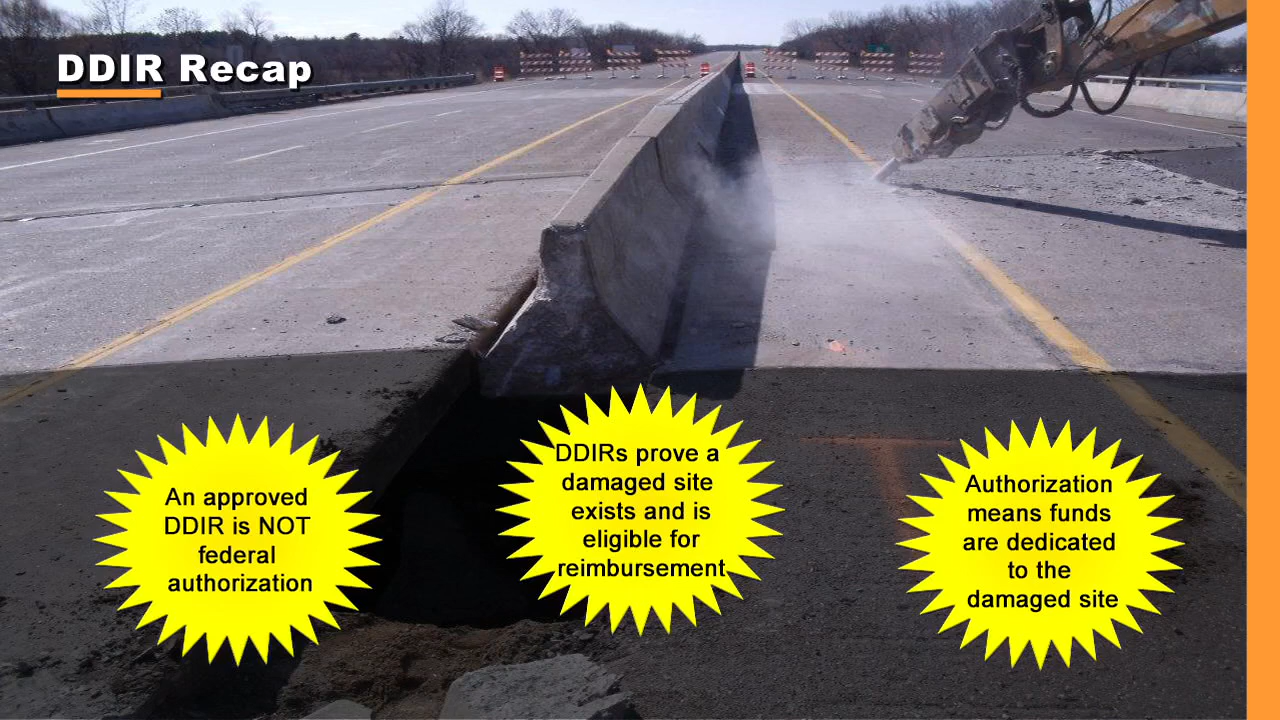 DDIR Recap
An approved
DDIR is NOT
federal
authorization
DDIRs prove a
damaged site
exists and is
eligible for
reimbursement
Authorization
means funds
are dedicated
to the
damaged site